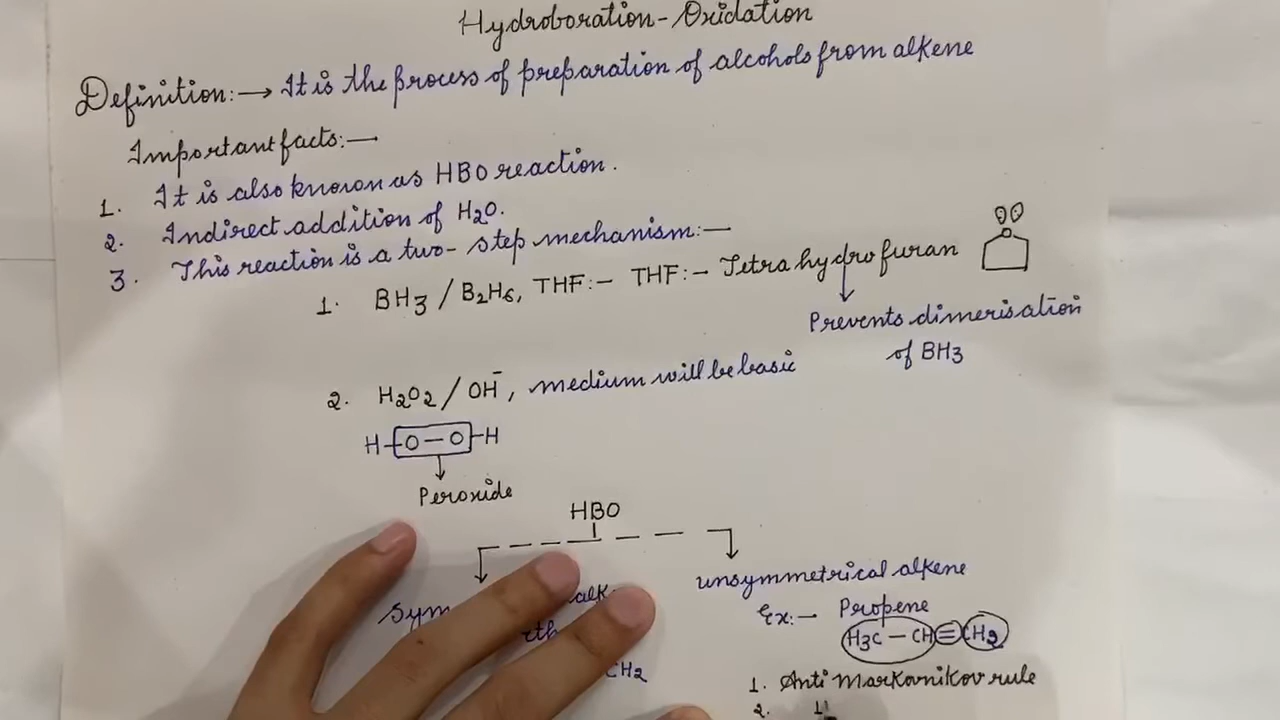 Hydroboration - Oxidation
Definition:→ It is the process of preparation of alcohols from alkene
Important facts:—
1. It is also known as HBO reaction.
2. Indirect addition of H2O.
3. This reaction is a two-step mechanism:—
1. BH3 / B2H6, THF:- THF:- Tetrahydrofuran
Prevents dimerisation
of BH3
2. H2O2 / OH-, medium will be basic
H-O-O-H
Peroxide
HBO
unsymmetrical alkene
Ex:- Propene
H3C - CH≡CH2
CH2
1. Anti Markovnikov rule
2.